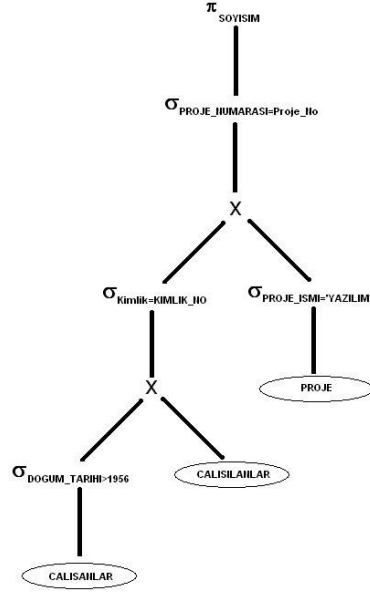 π SOYISIM
σ PROJE_NUMARASI=Proje_No
X
σ Kimlik=KIMLIK_NO
σ PROJE_ISMI='YAZILIM'
X
PROJE
σ DOGUM_TARIHI>1956
CALISILANLAR
CALISANLAR